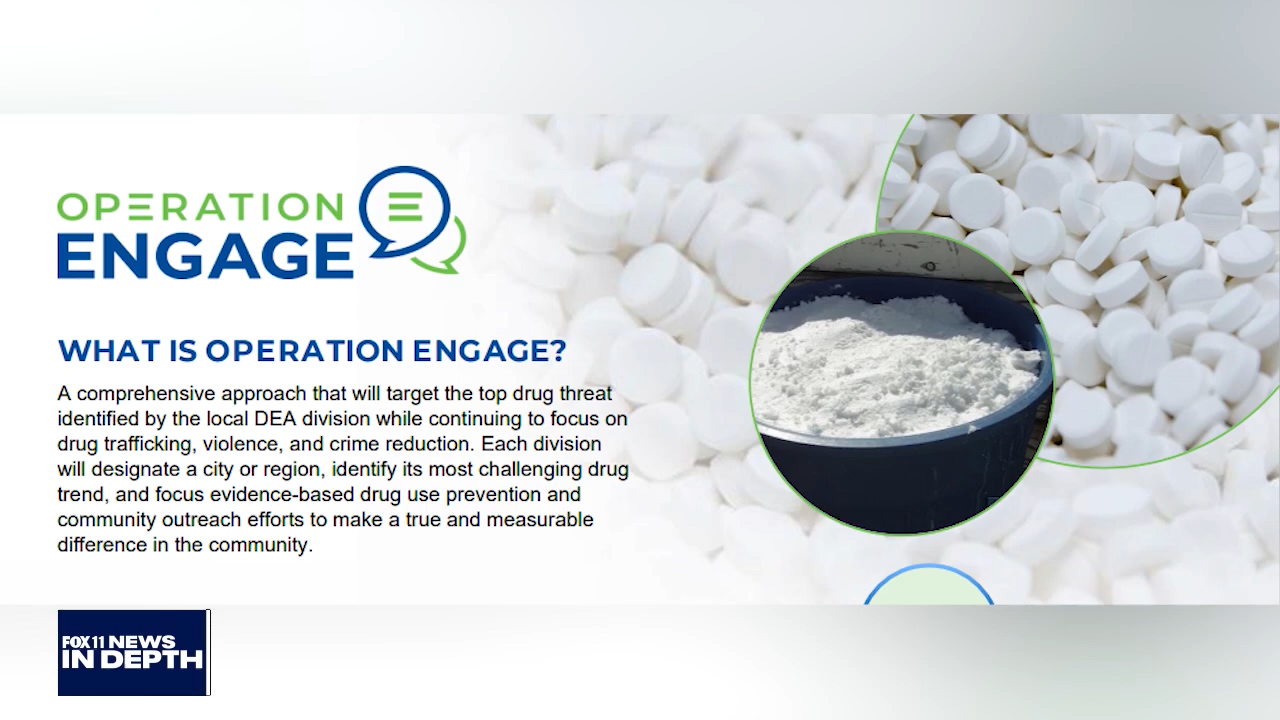 OPERATION
ENGAGE
WHAT IS OPERATION ENGAGE?
A comprehensive approach that will target the top drug threat
identified by the local DEA division while continuing to focus on
drug trafficking, violence, and crime reduction. Each division
will designate a city or region, identify its most challenging drug
trend, and focus evidence-based drug use prevention and
community outreach efforts to make a true and measurable
difference in the community.
FOX 11 NEWS
IN DEPTH